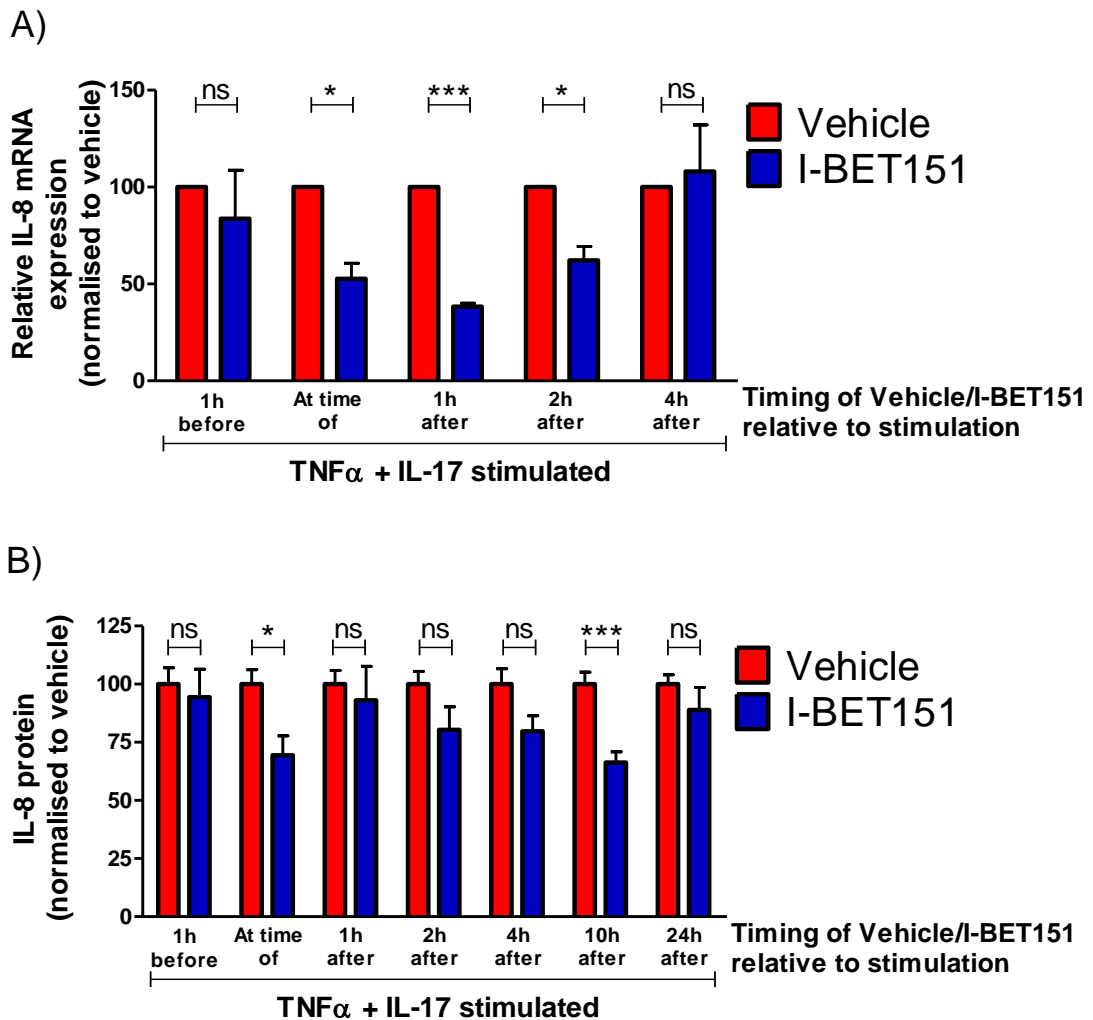 A)
Relative IL-8 mRNA
expression
(normalised to vehicle)
150
100
50
0
ns
*
***
*
ns
Vehicle
I-BET151
1h
before
At time
of
1h
after
2h
after
4h
after
Timing of Vehicle/I-BET151
relative to stimulation
TNFα + IL-17 stimulated
B)
IL-8 protein
(normalised to vehicle)
125
100
75
50
25
0
ns
*
ns
ns
ns
***
ns
Vehicle
I-BET151
1h
before
At time
of
1h
after
2h
after
4h
after
10h
after
24h
after
Timing of Vehicle/I-BET151
relative to stimulation
TNFα + IL-17 stimulated